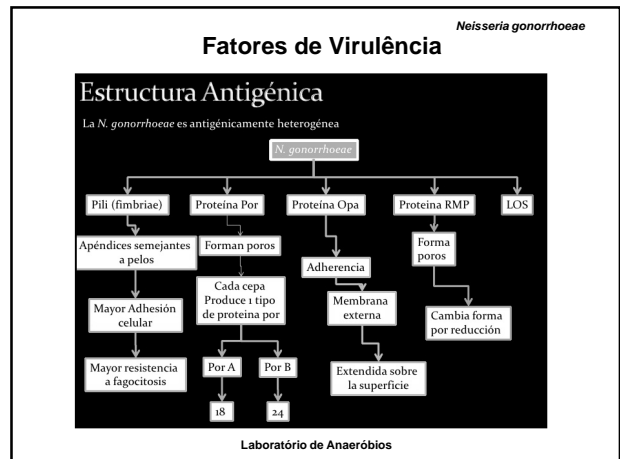 Neisseria gonorrhoeae
Fatores de Virulência
Estructura Antigénica
La N. gonorrhoeae es antigénicamente heterogénea
N. gonorrhoeae
Pili (fimbriae)
Proteína Por
Proteína Opa
Proteina RMP
LOS
Apéndices semejantes
a pelos
Forman poros
Adherencia
Forma
poros
Mayor Adhesión
celular
Cada cepa
Produce 1 tipo
de proteina por
Membrana
externa
Cambia forma
por reducción
Mayor resistencia
a fagocitosis
Por A
Por B
Extendida sobre
la superficie
18
24
Laboratório de Anaeróbios